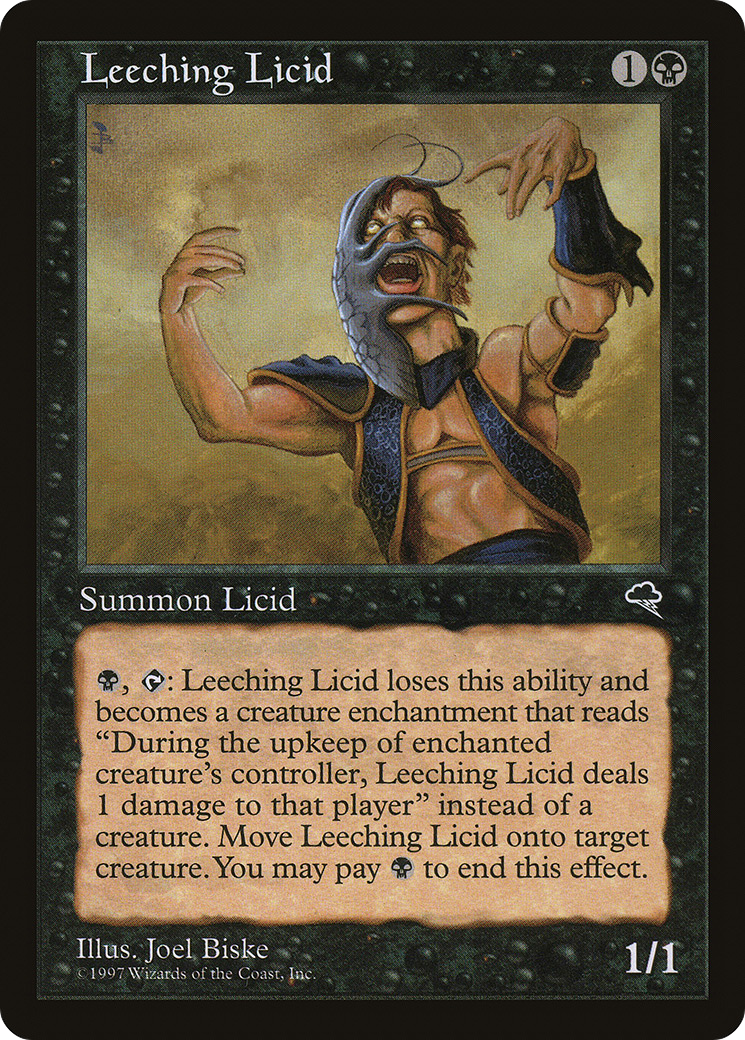 Leeching Licid 1
Summon Licid
, : Leeching Licid loses this ability and
becomes a creature enchantment that reads
“During the upkeep of enchanted
creature’s controller, Leeching Licid deals
1 damage to that player” instead of a
creature. Move Leeching Licid onto target
creature. You may pay to end this effect.
Illus. Joel Biske
©1997 Wizards of the Coast, Inc.
1/1